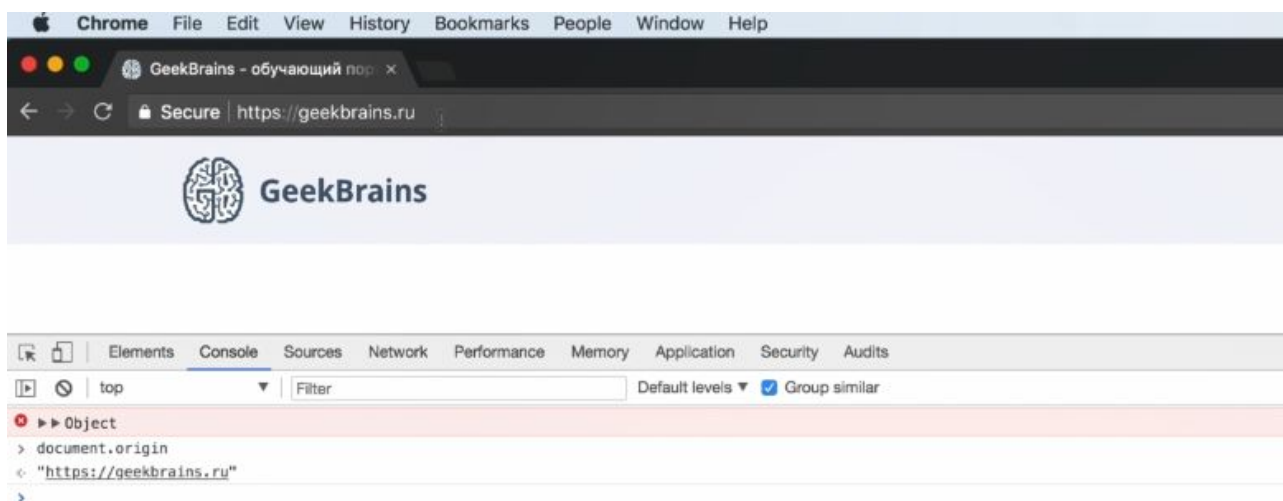 Chrome File Edit View History Bookmarks People Window Help
GeekBrains - обучающий пор
Secure https://geekbrains.ru
GeekBrains
Elements Console Sources Network Performance Memory Application Security Audits
top Filter Default levels Group similar
Object
document.origin
"https://geekbrains.ru"